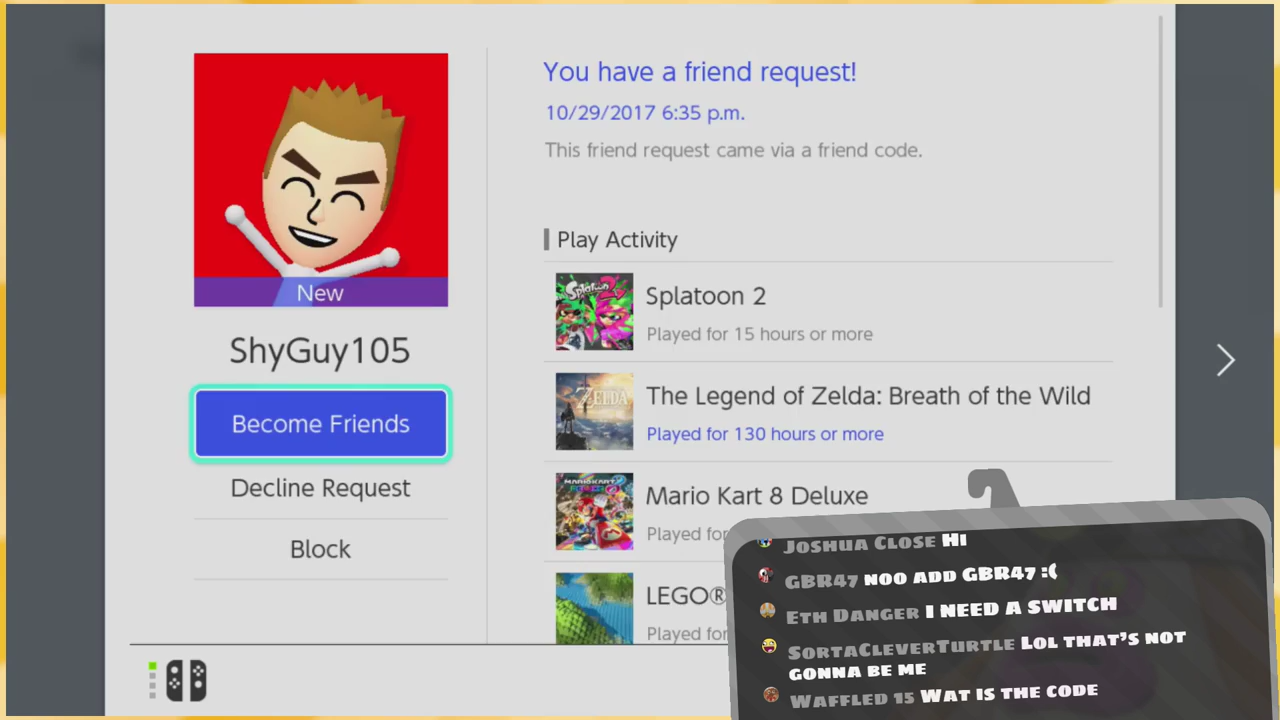 You have a friend request!
10/29/2017 6:35 p.m.
This friend request came via a friend code.
New
ShyGuy105
Become Friends
Decline Request
Block
Play Activity
Splatoon 2
Played for 15 hours or more
ZELDA
The Legend of Zelda: Breath of the Wild
Played for 130 hours or more
MARIOKART
Mario Kart 8 Deluxe
Played for
LEGO®
Played for
JOSHUA CLOSE HI
GBR47 NOO ADD GBR47 :(
ETH DANGER I NEED A SWITCH
SORTACLEVERTURTLE LOL THAT'S NOT
GONNA BE ME
WAFFLED 15 WAT IS THE CODE